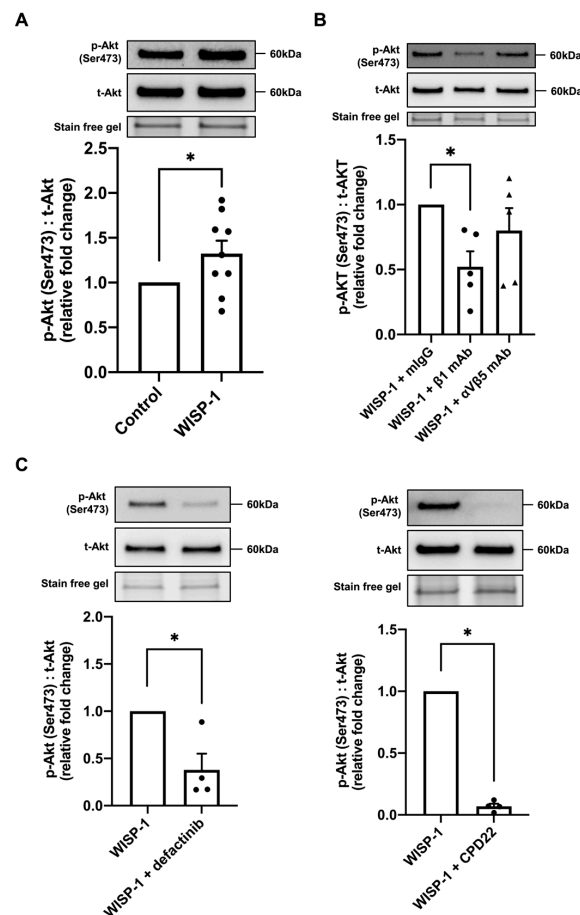 A
p-Akt
(Ser473)
60kDa
t-Akt
60kDa
Stain free gel
p-Akt (Ser473) : t-Akt
(relative fold change)
2.5
2.0
1.5
1.0
0.5
0.0
*
Control
WISP-1
B
p-Akt
(Ser473)
60kDa
t-Akt
60kDa
Stain free gel
p-AKT (Ser473) : t-AKT
(relative fold change)
1.5
1.0
0.5
0.0
*
WISP-1 + mIgG
WISP-1 + β1 mAb
WISP-1 + αVβ5 mAb
C
p-Akt
(Ser473)
60kDa
t-Akt
60kDa
Stain free gel
p-Akt (Ser473) : t-Akt
(relative fold change)
2.0
1.5
1.0
0.5
0.0
*
WISP-1
WISP-1 + defactinib
p-Akt
(Ser473)
60kDa
t-Akt
60kDa
Stain free gel
p-Akt (Ser473) : t-Akt
(relative fold change)
1.5
1.0
0.5
0.0
*
WISP-1
WISP-1 + CPD22